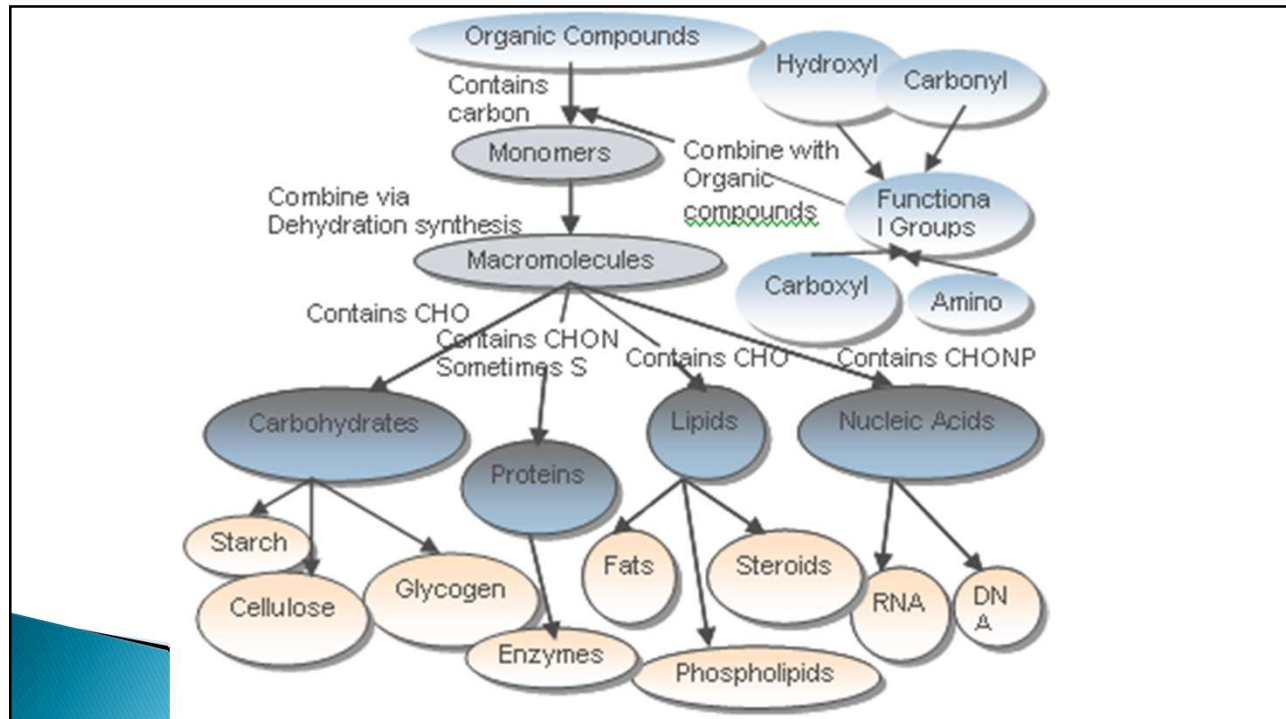 Organic Compounds
Hydroxyl
Carbonyl
Contains
carbon
Monomers
Combine with
Organic
compounds
Functiona
l Groups
Combine via
Dehydration synthesis
Macromolecules
Carboxyl
Amino
Contains CHO
Contains CHON
Sometimes S
Contains CHO
Contains CHONP
Carbohydrates
Proteins
Lipids
Nucleic Acids
Starch
Cellulose
Glycogen
Enzymes
Fats
Steroids
Phospholipids
RNA
DN
A